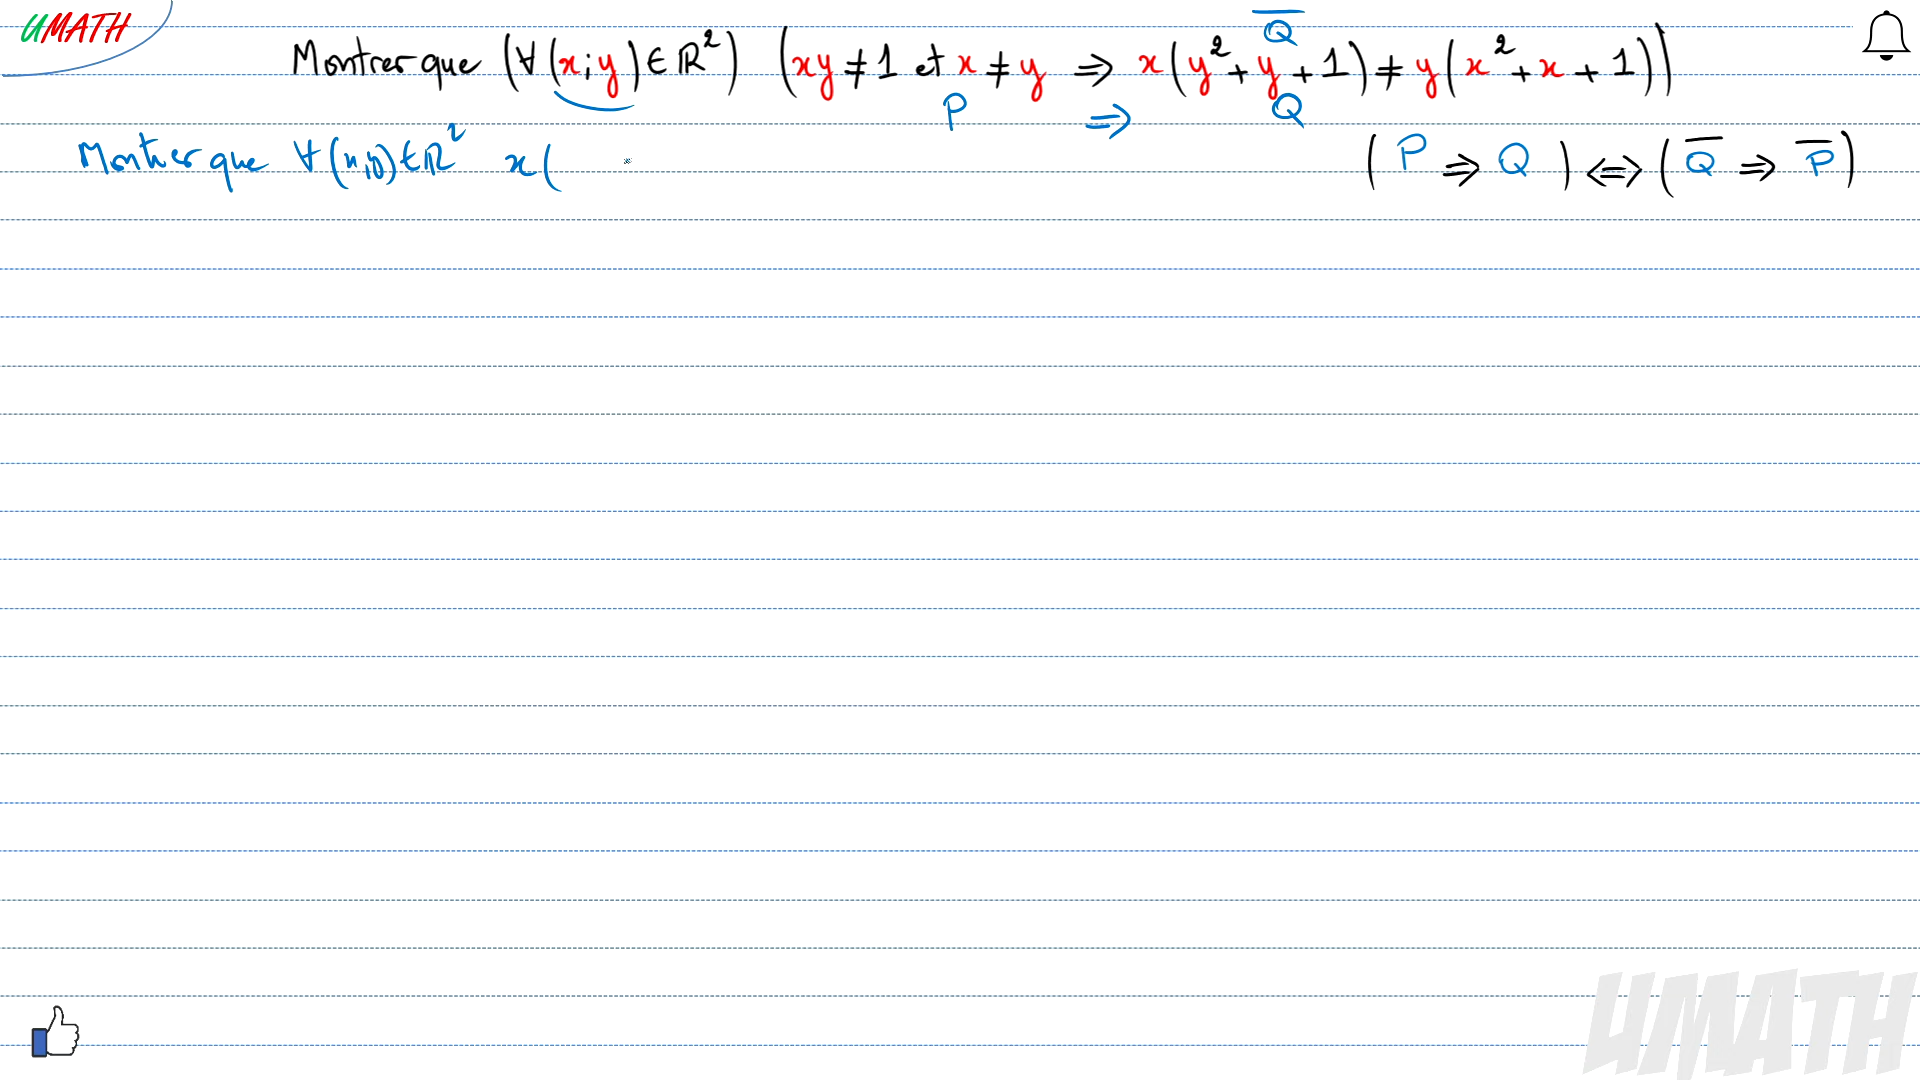 UMATH
Montrer que (∀(x;y)∈ℝ²) (xy≠1 et x≠y ⇒ x(y²+y+1)≠y(x²+x+1))
Q̅
P ⇒ Q
Montrer que ∀(x;y)∈ℝ² x(
(P ⇒ Q) ⇔ (Q̅ ⇒ P̅)
UMATH